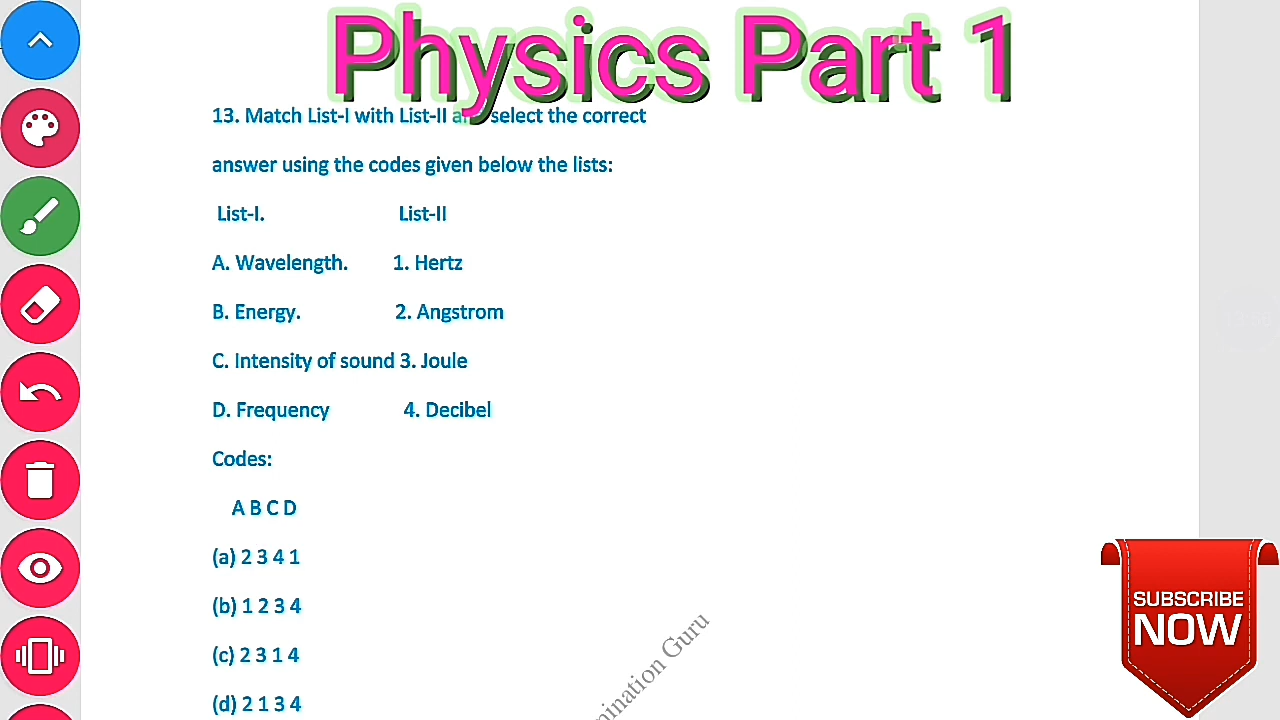 Physics Part 1
13. Match List-I with List-II select the correct
answer using the codes given below the lists:
List-I. List-II
A. Wavelength. 1. Hertz
B. Energy. 2. Angstrom
C. Intensity of sound 3. Joule
D. Frequency 4. Decibel
Codes:
A B C D
(a) 2 3 4 1
(b) 1 2 3 4
(c) 2 3 1 4
(d) 2 1 3 4
mination Guru
SUBSCRIBE
NOW